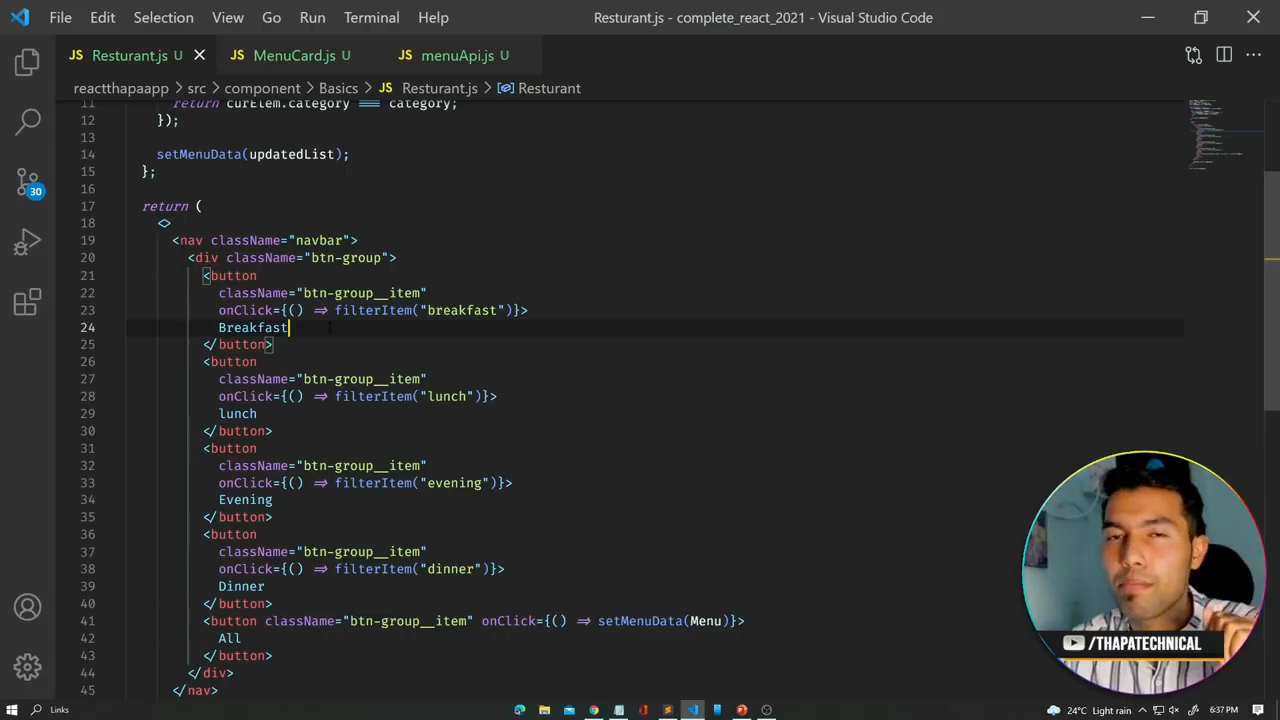 File Edit Selection View Go Run Terminal Help Resturant.js - complete_react_2021 - Visual Studio Code
JS Resturant.js U JS MenuCard.js U JS menuApi.js U
reactthapaapp > src > component > Basics > JS Resturant.js > Resturant
11 return curElem.category === category;
12 });
13
14 setMenuData(updatedList);
15 };
16
17 return (
18 <>
19 <nav className="navbar">
20 <div className="btn-group">
21 <button
22 className="btn-group__item"
23 onClick={() => filterItem("breakfast")}>
24 Breakfast
25 </button>
26 <button
27 className="btn-group__item"
28 onClick={() => filterItem("lunch")}>
29 lunch
30 </button>
31 <button
32 className="btn-group__item"
33 onClick={() => filterItem("evening")}>
34 Evening
35 </button>
36 <button
37 className="btn-group__item"
38 onClick={() => filterItem("dinner")}>
39 Dinner
40 </button>
41 <button className="btn-group__item" onClick={() => setMenuData(Menu)}>
42 All
43 </button>
44 </div>
45 </nav>
30
/THAPATECHNICAL
Links 24°C Light rain 6:37 PM